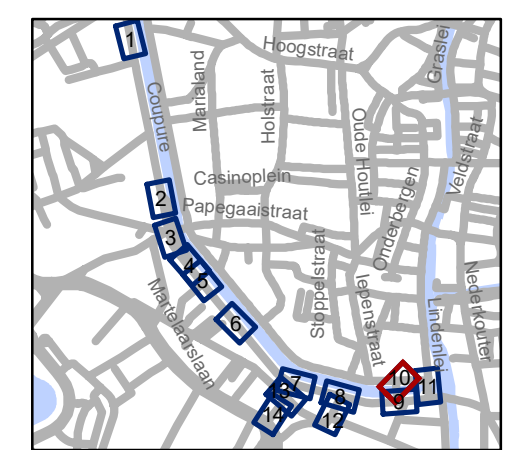 1
Hoogstraat
Graslei
Marialand
Holstraat
Coupure
Oude Houtlei
Veldstraat
Casinoplein
Onderbergen
2
Papegaaistraat
3
4
5
Stoppelstraat
Iepenstraat
Nederkouter
Lindenlei
Martelaarslaan
6
7
8
9
10
11
13
14
12